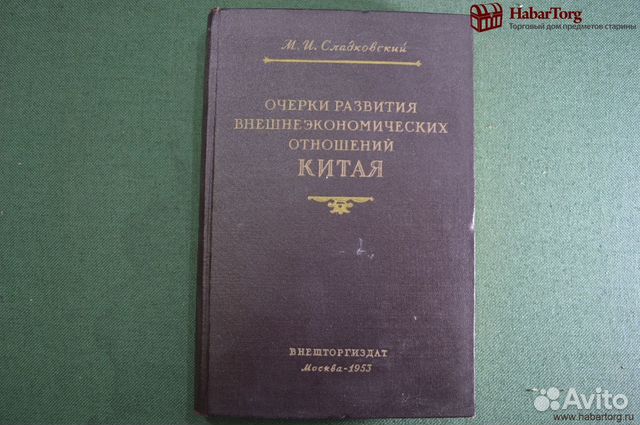 HabarTorg
Торговый дом предметов старины
М. И. Сладковский
ОЧЕРКИ РАЗВИТИЯ
ВНЕШНЕЭКОНОМИЧЕСКИХ
ОТНОШЕНИЙ
КИТАЯ
ВНЕШТОРГИЗДАТ
Москва-1953
Avito
www.habartorg.ru